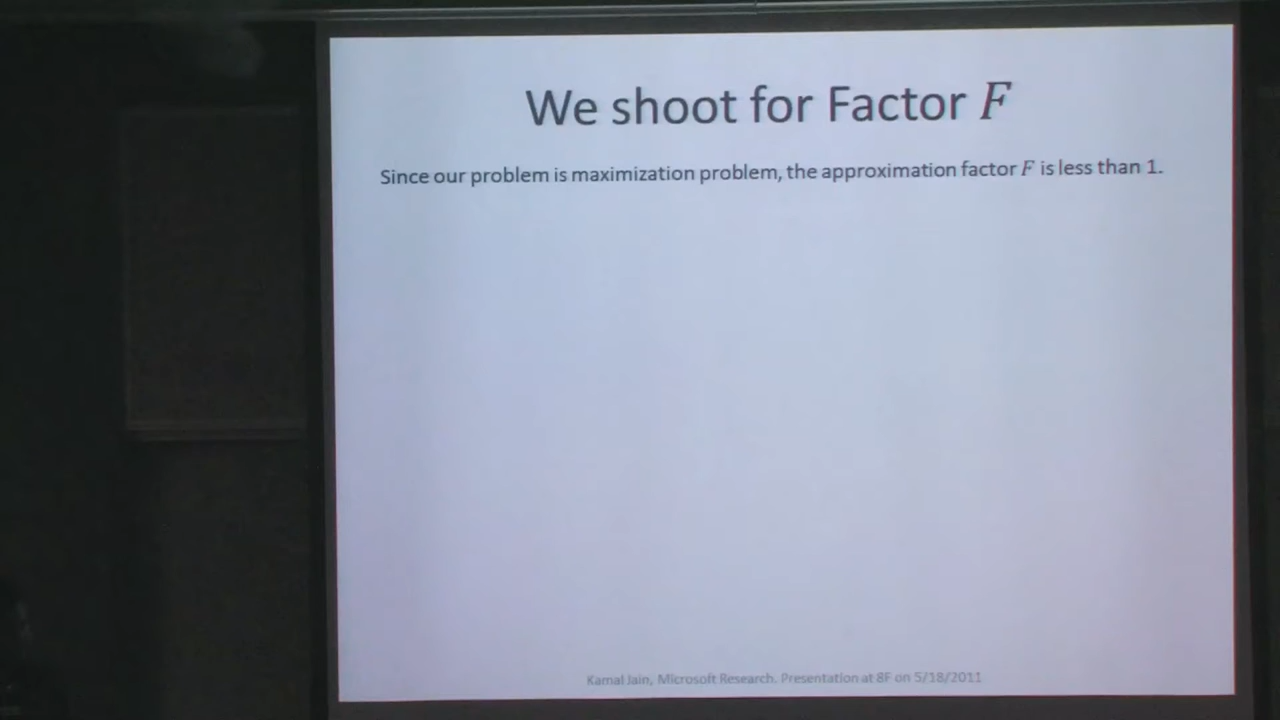 We shoot for Factor F
Since our problem is maximization problem, the approximation factor F is less than 1.
Kamal Jain, Microsoft Research. Presentation at 8F on 5/18/2011